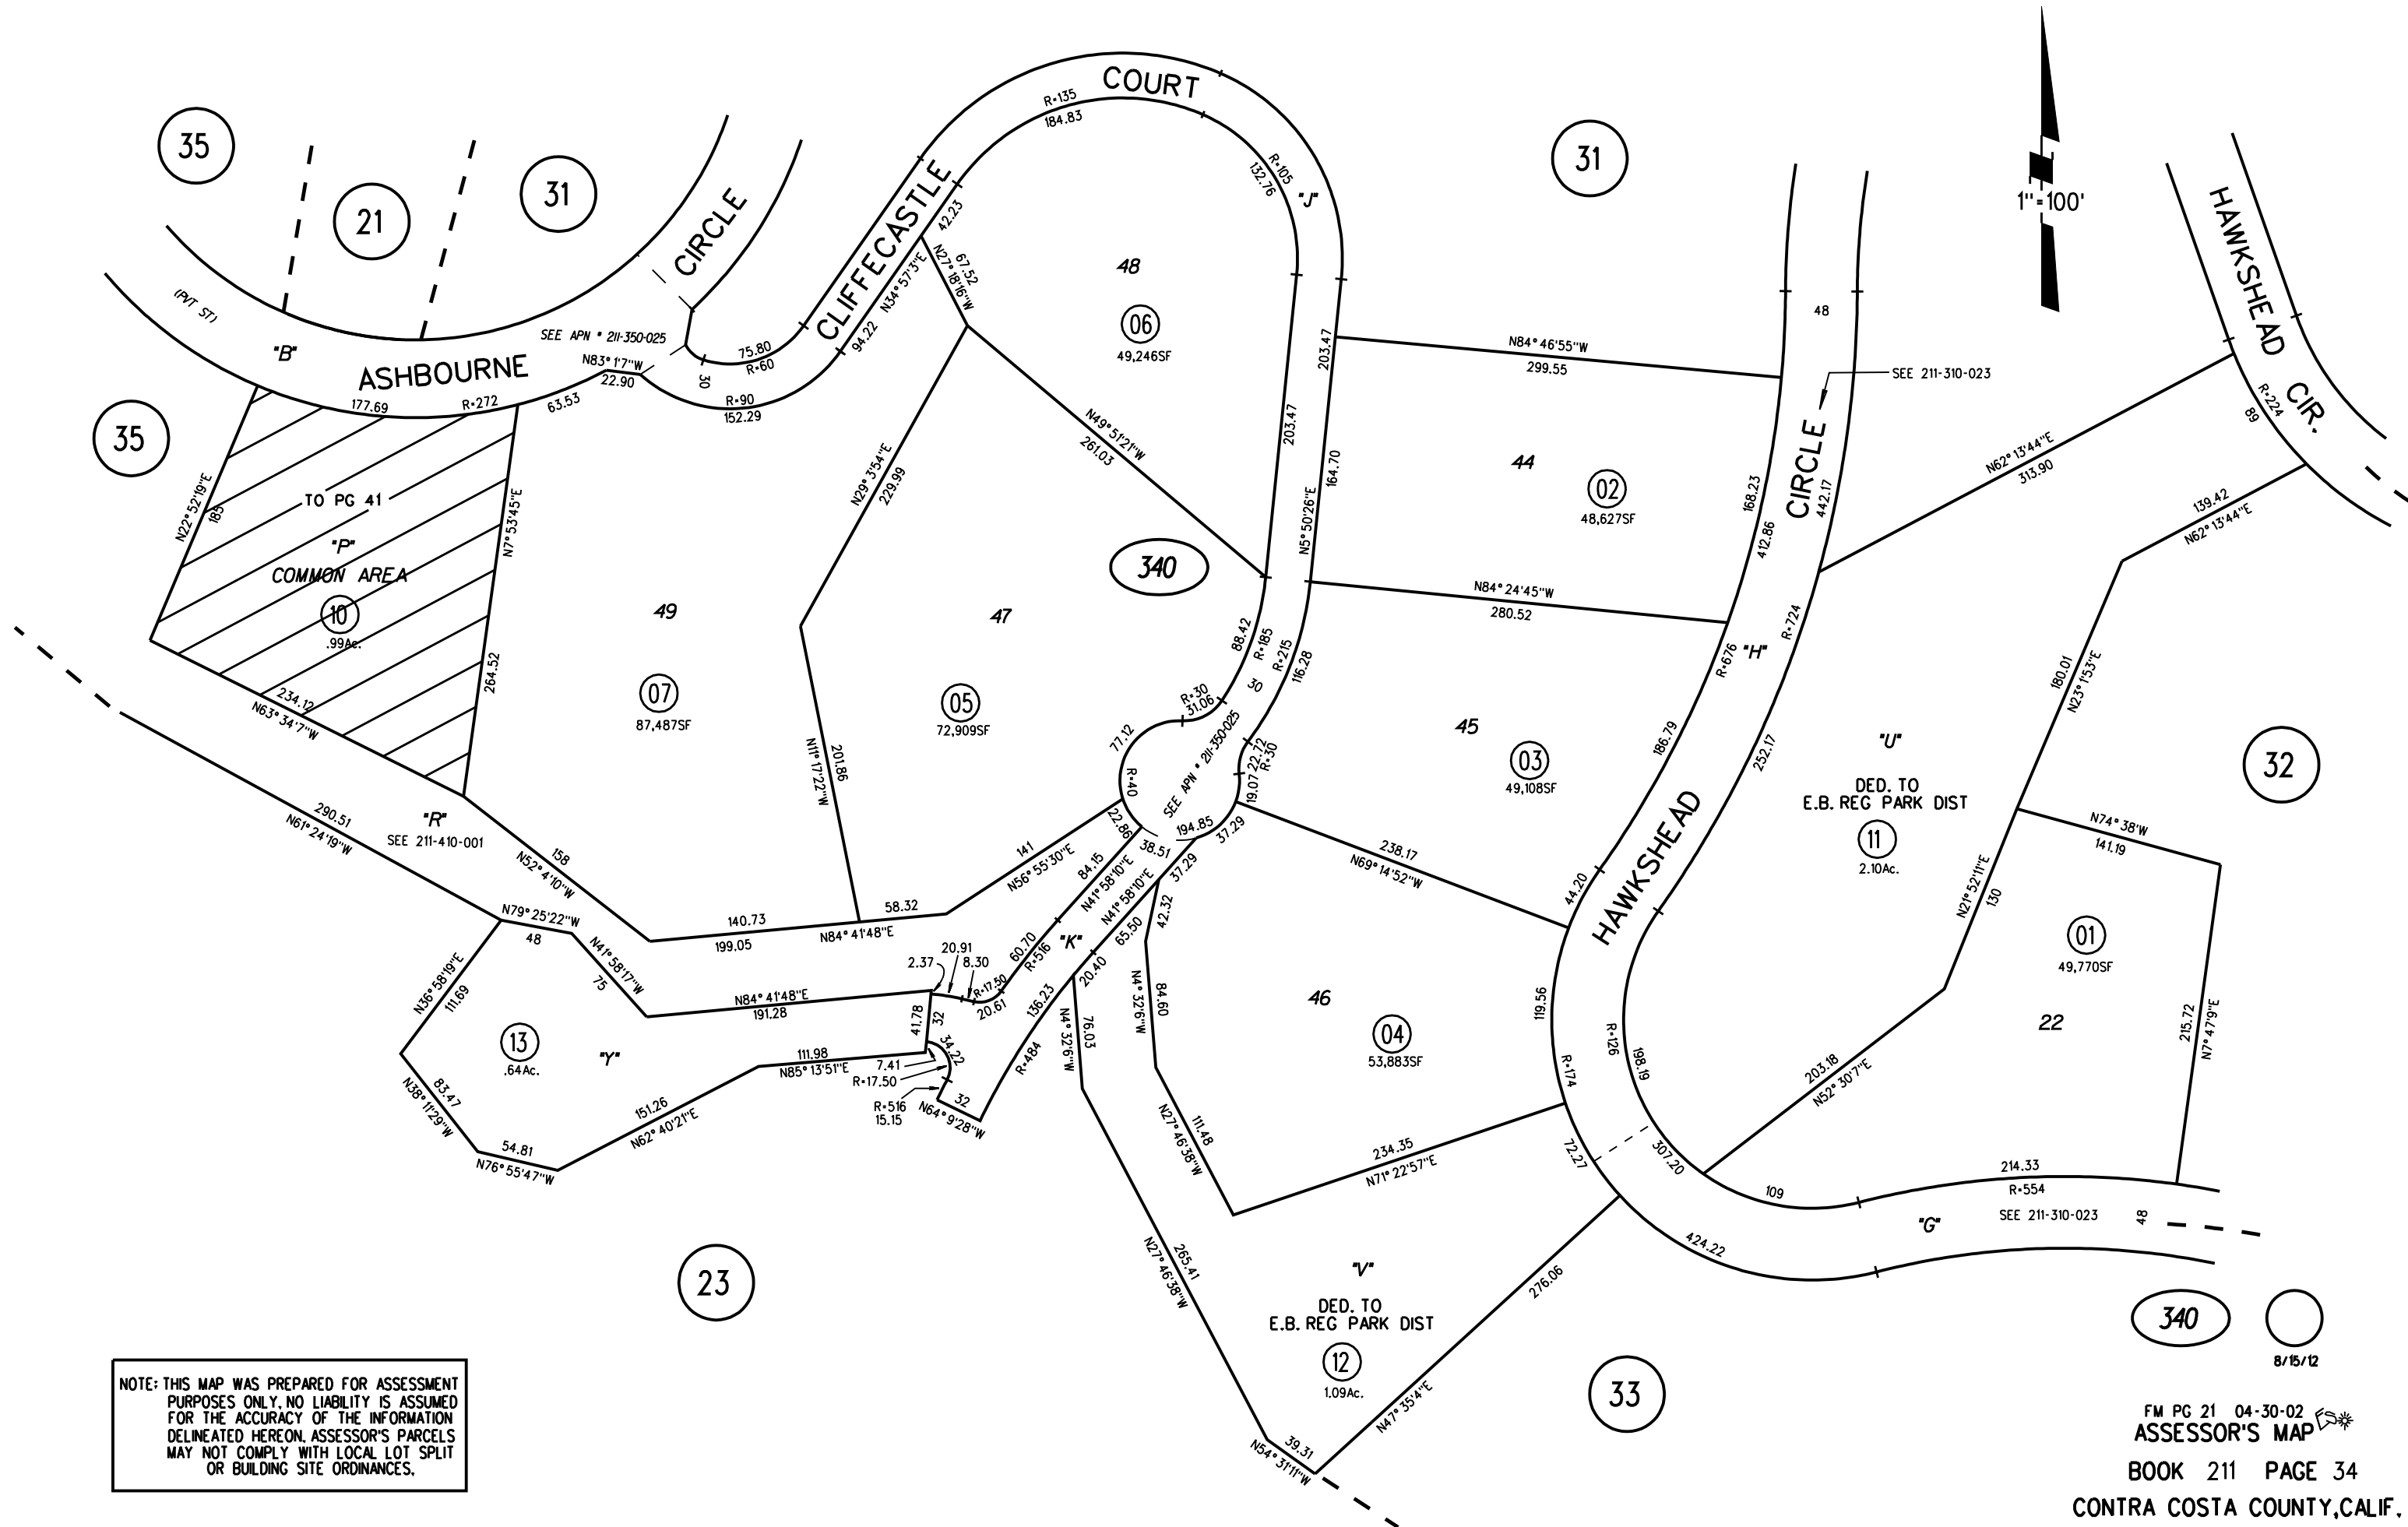 COURT
R=135
184.83
35
21
31
31
R=105
132.76
"J"
1"=100'
HAWKSHEAD CIR.
CIRCLE
CLIFFECASTLE
42.23
67.52
N27°18'16"W
N34°57'3"E
94.22
48
06
49,246SF
203.47
203.47
48
(PVT ST)
"B"
ASHBOURNE
SEE APN # 211-350-025
N83°1'7"W
22.90
75.80
R=60
30
R=90
152.29
177.69
R=272
63.53
N84°46'55"W
299.55
SEE 211-310-023
R=224
89
35
N22°52'19"E
185
TO PG 41
"P"
COMMON AREA
10
.99Ac.
N7°53'45"E
264.52
234.12
N63°34'7"W
N29°3'54"E
229.99
N49°51'21"W
261.03
164.70
N5°50'26"E
44
02
48,627SF
168.23
412.86
CIRCLE
442.17
N62°13'44"E
313.90
139.42
N62°13'44"E
340
49
07
87,487SF
47
05
72,909SF
N11°17'22"W
201.86
88.42
R=185
R=215
116.28
30
R=30
31.06
77.12
R=40
SEE APN # 211-350-025
22.72
R=30
19.07
N84°24'45"W
280.52
R=676
"H"
R=724
45
03
49,108SF
186.79
252.17
180.01
N23°1'53"E
"U"
DED. TO
E.B. REG PARK DIST
11
2.10Ac.
32
N74°38'W
141.19
N21°52'11"E
130
01
49,770SF
22
215.72
N7°47'9"E
290.51
N61°24'19"W
"R"
SEE 211-410-001
158
N52°4'10"W
22.86
194.85
38.51
37.29
37.29
141
N56°55'30"E
84.15
N41°58'10"E
N41°58'10"E
65.50
42.32
238.17
N69°14'52"W
44.20
HAWKSHEAD
N79°25'22"W
48
140.73
58.32
199.05
N84°41'48"E
N41°58'17"W
75
N36°58'19"E
111.69
20.91
2.37
8.30
60.70
R=516
"K"
20.40
R=17.50
20.61
136.23
R=484
N84°41'48"E
191.28
41.78
32
34.22
7.41
R=17.50
R=516
15.15
32
N64°9'28"W
N4°32'6"W
76.03
N4°32'6"W
84.60
46
04
53,883SF
119.56
R=174
R=126
198.19
13
.64Ac.
"Y"
111.98
N85°13'51"E
83.47
N38°11'29"W
54.81
N76°55'47"W
151.26
N62°40'21"E
N27°46'38"W
111.48
234.35
N71°22'57"E
72.27
307.20
203.18
N52°30'7"E
109
214.33
R=554
"G"
SEE 211-310-023
48
424.22
23
265.41
N27°46'38"W
"V"
DED. TO
E.B. REG PARK DIST
12
1.09Ac.
276.06
N47°35'4"E
39.31
N54°31'11"W
33
340
8/15/12
NOTE: THIS MAP WAS PREPARED FOR ASSESSMENT
PURPOSES ONLY, NO LIABILITY IS ASSUMED
FOR THE ACCURACY OF THE INFORMATION
DELINEATED HEREON. ASSESSOR'S PARCELS
MAY NOT COMPLY WITH LOCAL LOT SPLIT
OR BUILDING SITE ORDINANCES.
FM PG 21 04-30-02
ASSESSOR'S MAP
BOOK 211 PAGE 34
CONTRA COSTA COUNTY,CALIF.